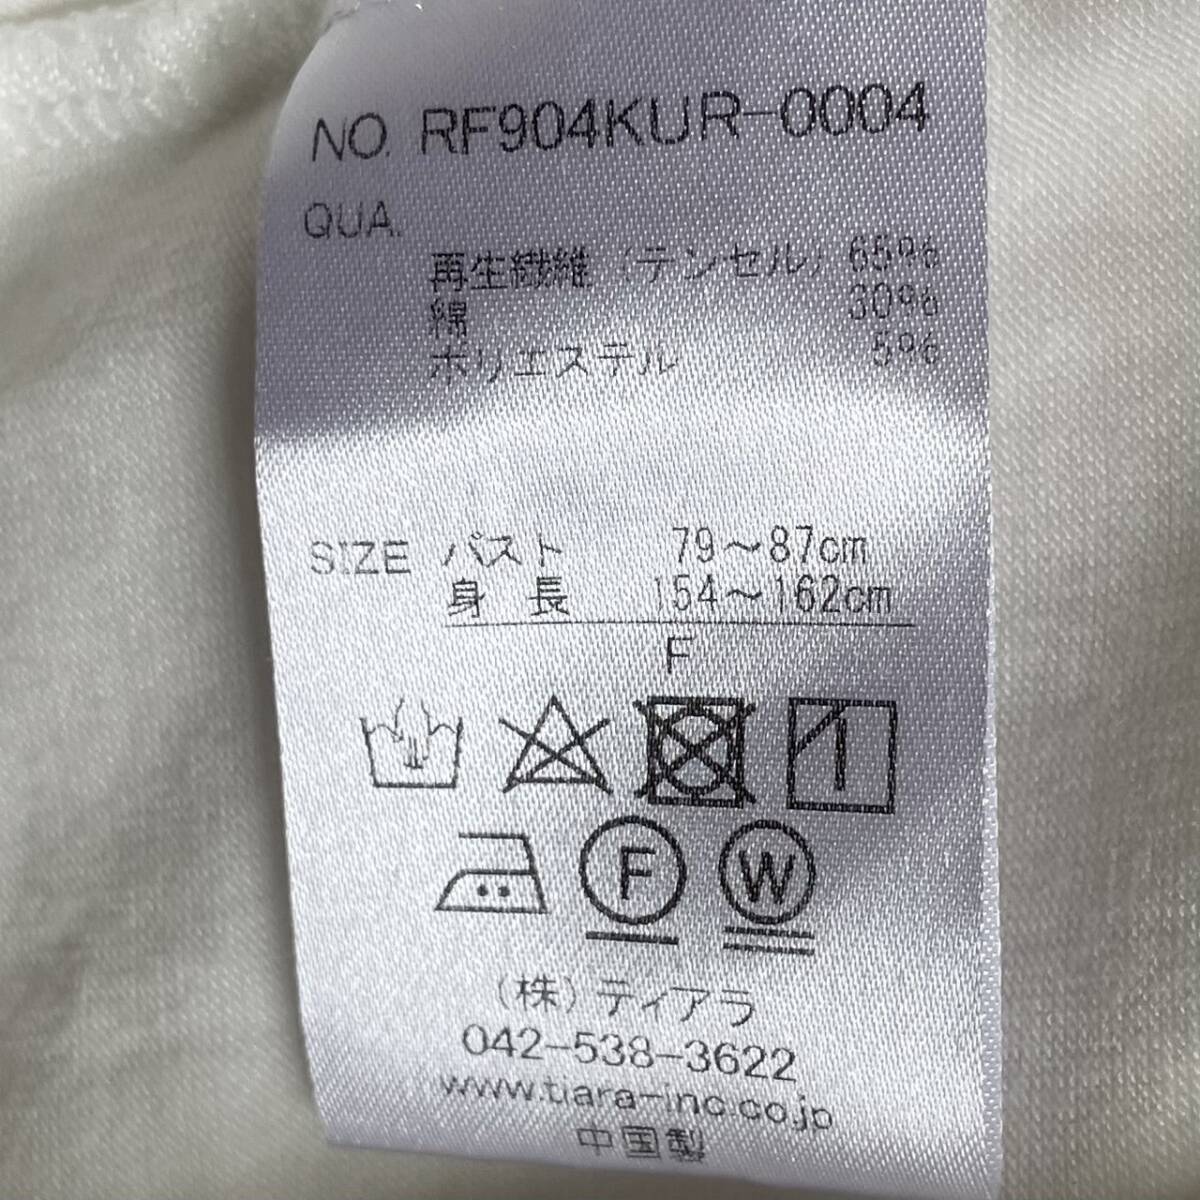 NO. RF904KUR-0004
QUA.
再生繊維（テンセル）65%
綿 30%
ポリエステル 5%
SIZE バスト 79～87cm
身 長 154～162cm
F
F
W
（株）ティアラ
042-538-3622
www.tiara-inc.co.jp
中国製